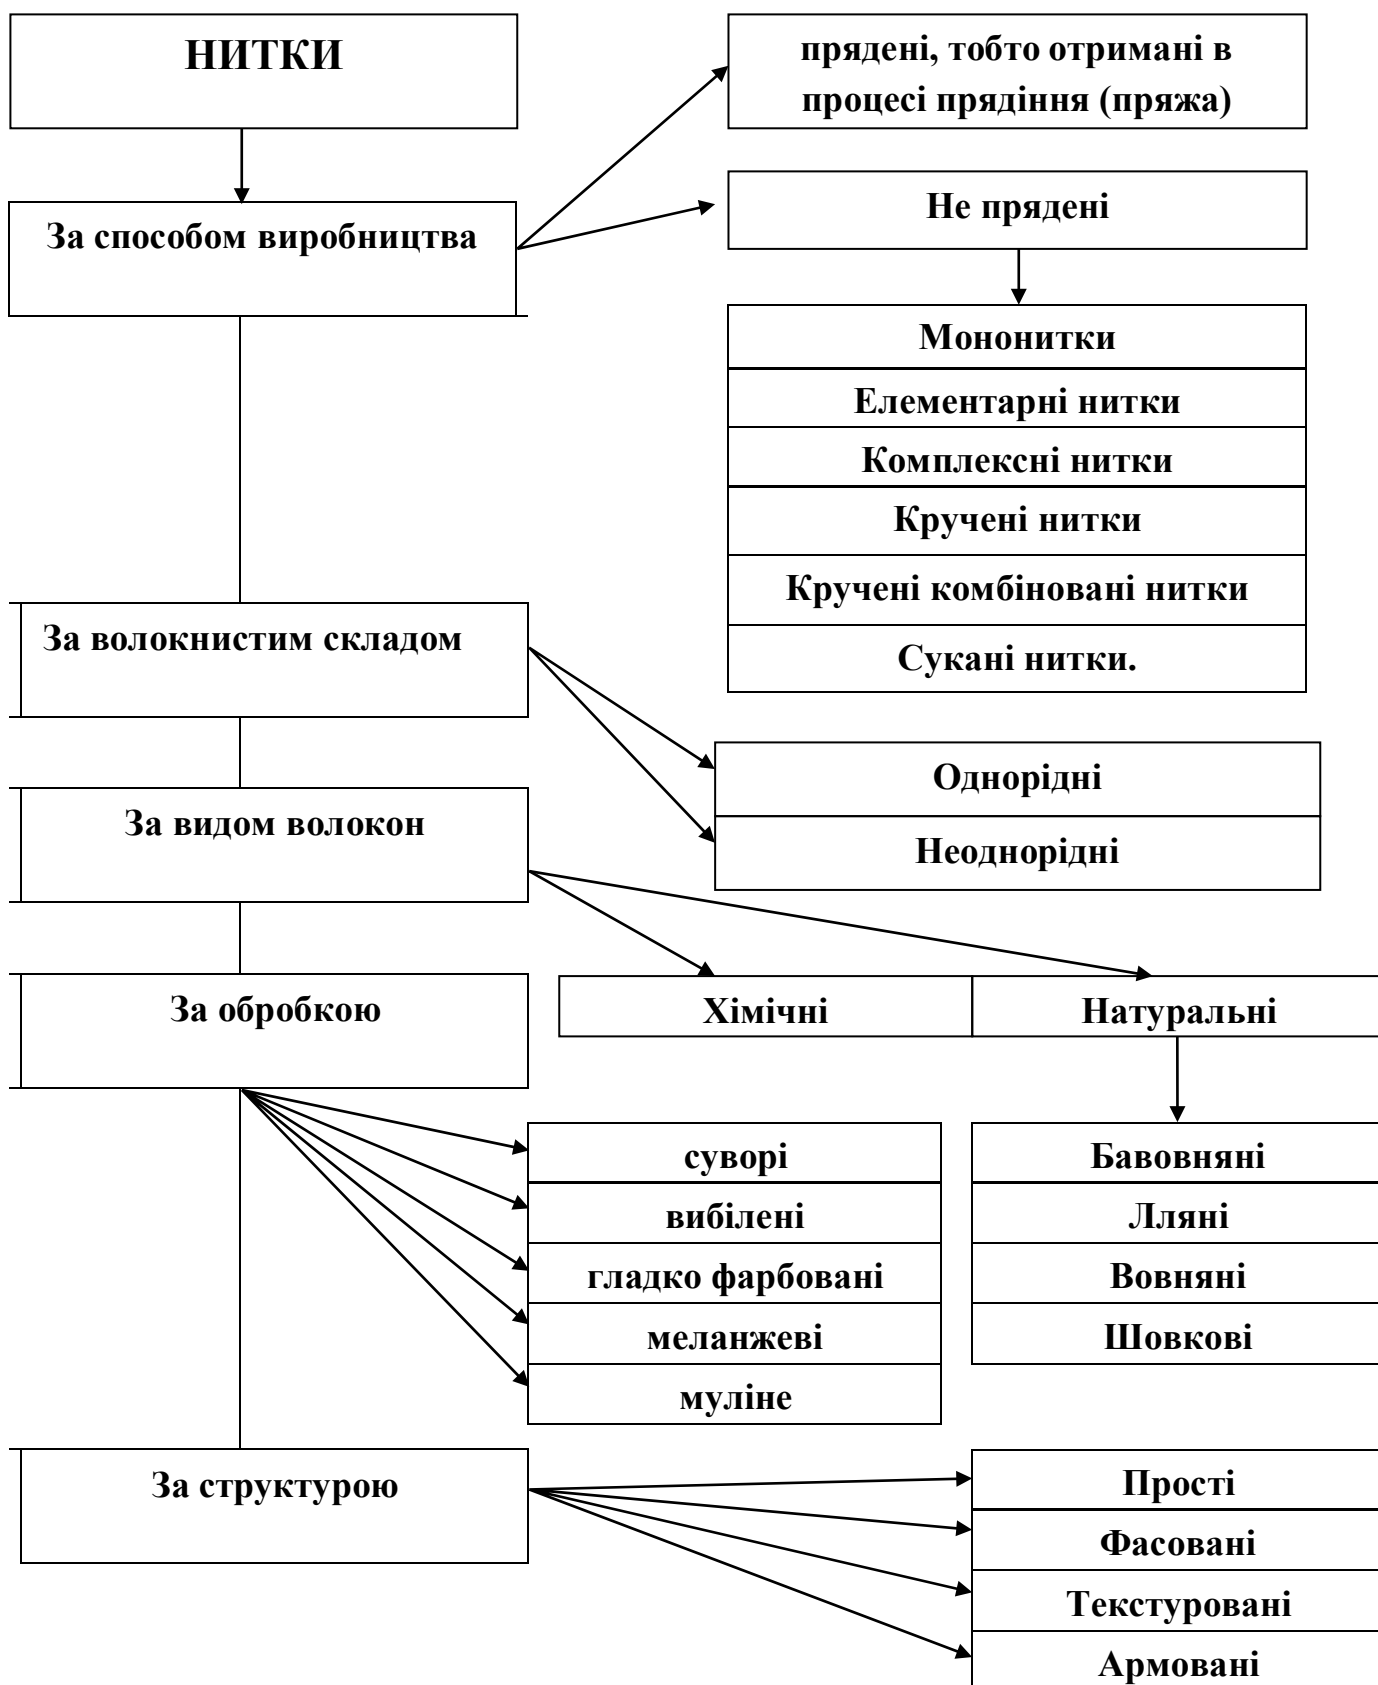 НИТКИ
прядені, тобто отримані в
процесі прядіння (пряжа)
За способом виробництва
Не прядені
Мононитки
Елементарні нитки
Комплексні нитки
Кручені нитки
Кручені комбіновані нитки
Сукані нитки.
За волокнистим складом
Однорідні
Неоднорідні
За видом волокон
Хімічні
Натуральні
Бавовняні
Лляні
Вовняні
Шовкові
За обробкою
суворі
вибілені
гладко фарбовані
меланжеві
муліне
За структурою
Прості
Фасовані
Текстуровані
Армовані